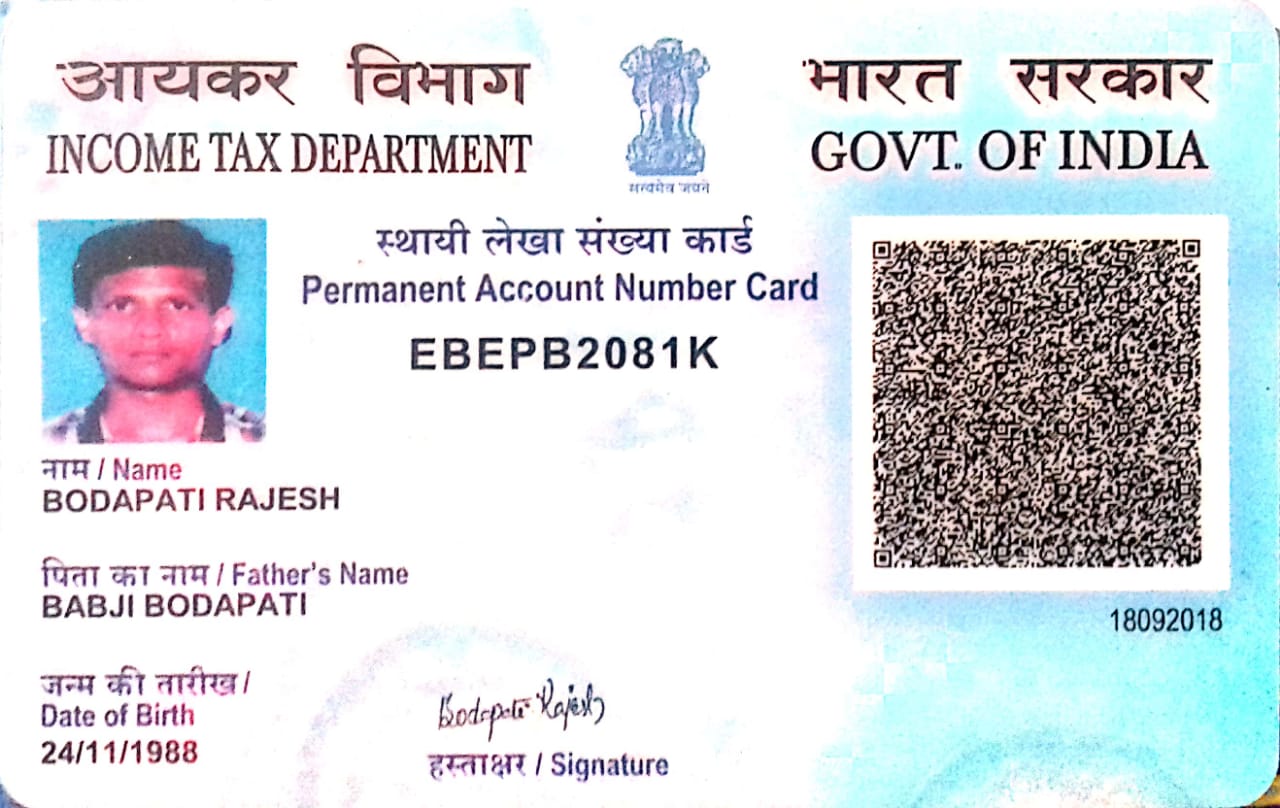 आयकर विभाग
INCOME TAX DEPARTMENT
सत्यमेव जयते
भारत सरकार
GOVT. OF INDIA
स्थायी लेखा संख्या कार्ड
Permanent Account Number Card
EBEPB2081K
नाम / Name
BODAPATI RAJESH
पिता का नाम / Father's Name
BABJI BODAPATI
18092018
जन्म की तारीख /
Date of Birth
24/11/1988
Bodapati Rajesh
हस्ताक्षर / Signature